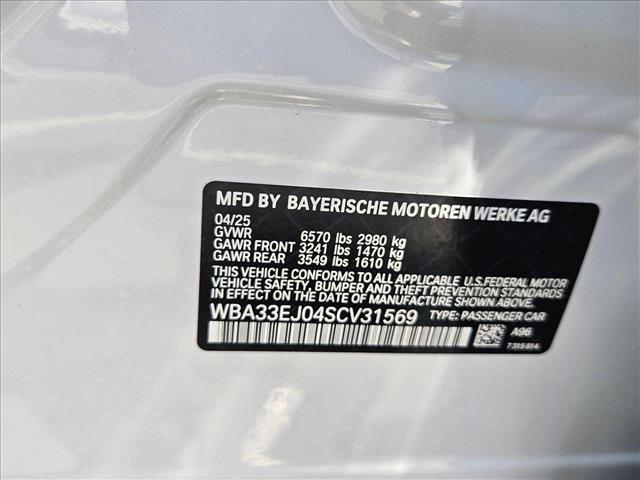 MFD BY BAYERISCHE MOTOREN WERKE AG
04/25
GVWR 6570 lbs 2980 kg
GAWR FRONT 3241 lbs 1470 kg
GAWR REAR 3549 lbs 1610 kg
THIS VEHICLE CONFORMS TO ALL APPLICABLE U.S.FEDERAL MOTOR
VEHICLE SAFETY, BUMPER AND THEFT PREVENTION STANDARDS
IN EFFECT ON THE DATE OF MANUFACTURE SHOWN ABOVE.
WBA33EJ04SCV31569 TYPE: PASSENGER CAR
A96
7315814